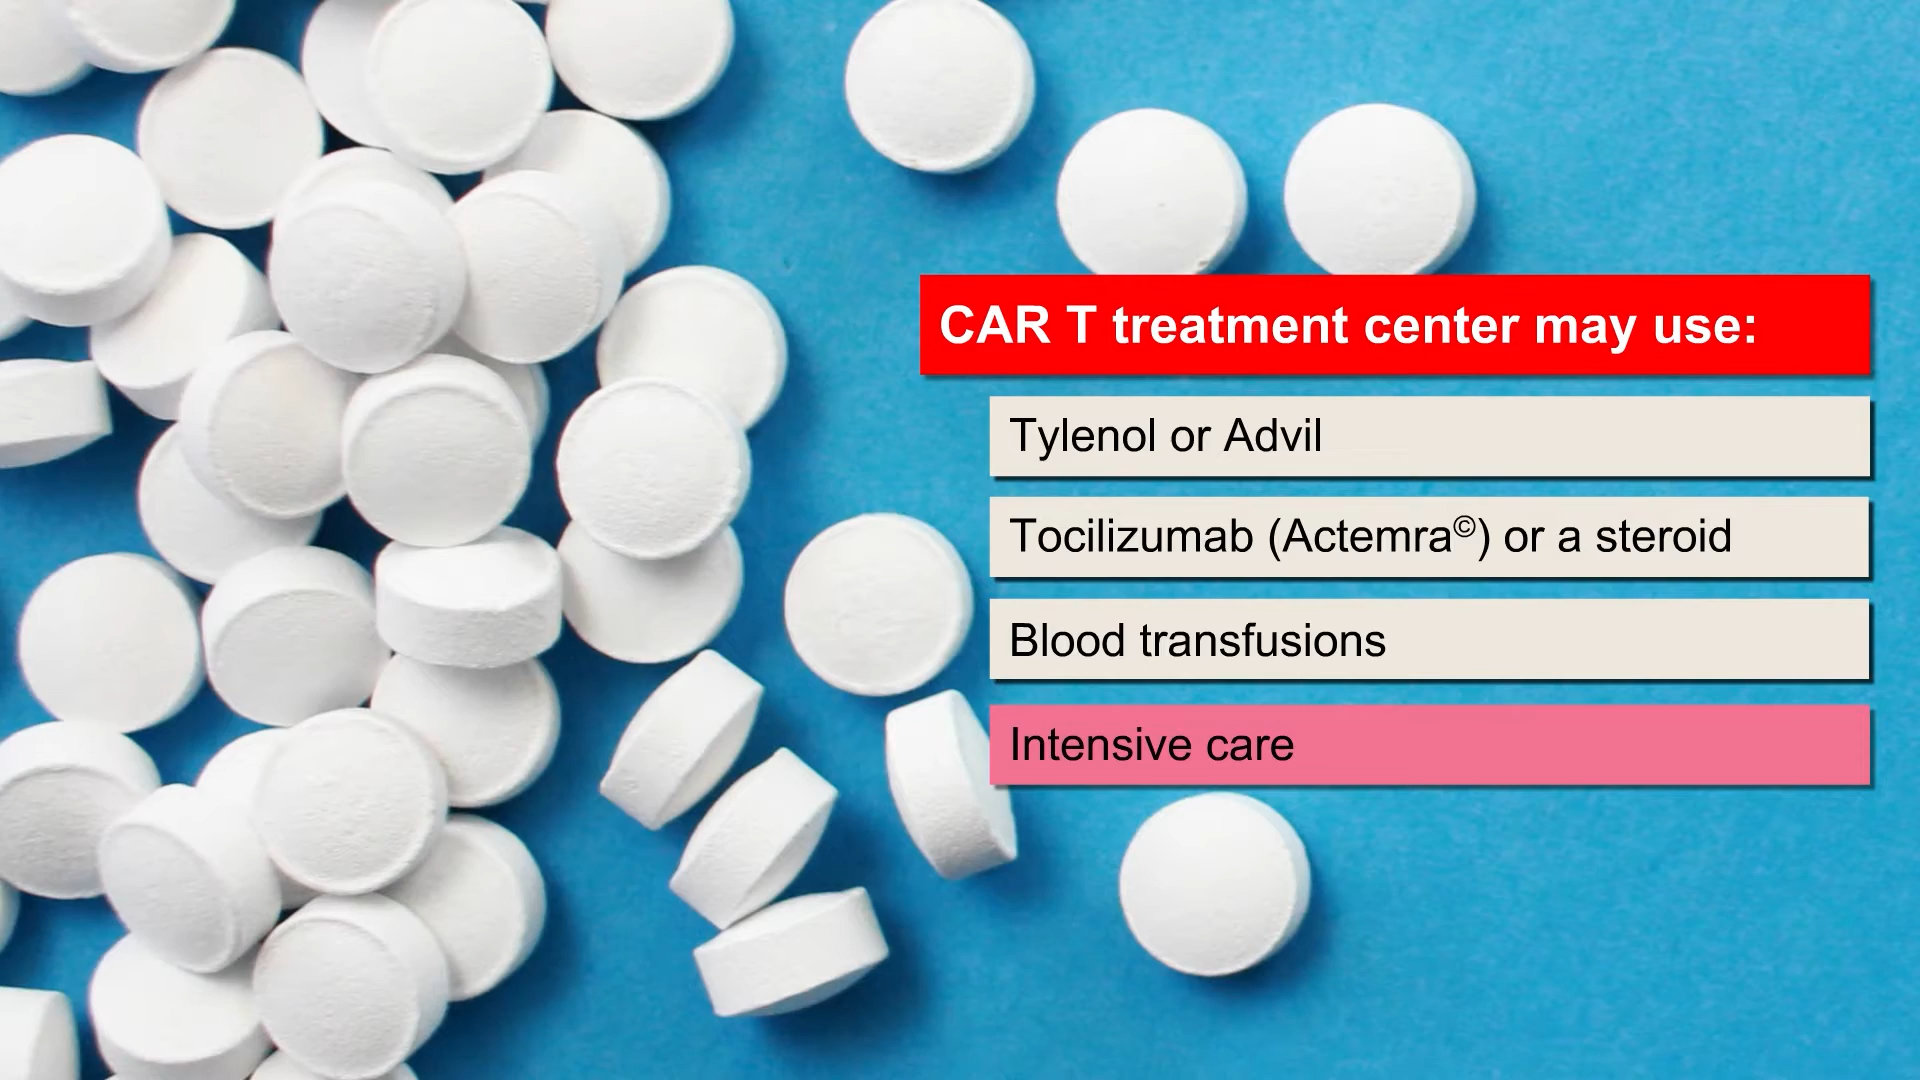 CAR T treatment center may use:
Tylenol or Advil
Tocilizumab (Actemra©) or a steroid
Blood transfusions
Intensive care